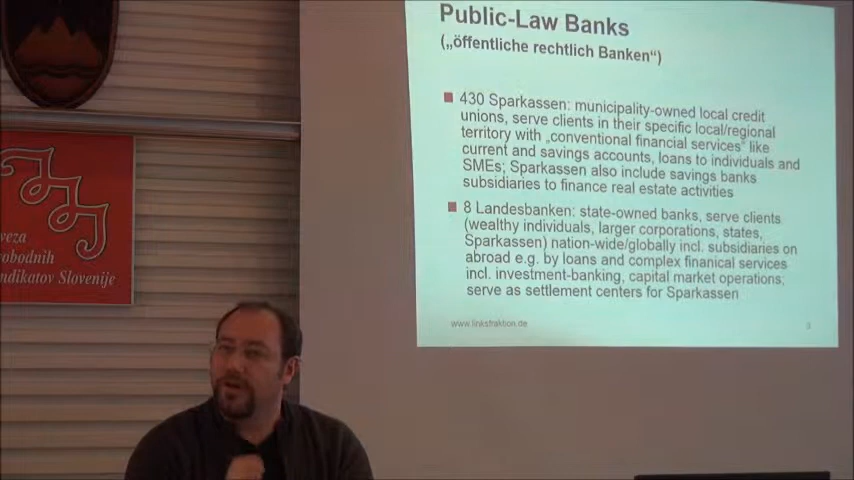 Public-Law Banks
(„öffentliche rechtlich Banken“)
430 Sparkassen: municipality-owned local credit
unions, serve clients in their specific local/regional
territory with „conventional financial services“ like
current and savings accounts, loans to individuals and
SMEs; Sparkassen also include savings banks
subsidiaries to finance real estate activities
8 Landesbanken: state-owned banks, serve clients
(wealthy individuals, larger corporations, states,
Sparkassen) nation-wide/globally incl. subsidiaries on
abroad e.g. by loans and complex financial services
incl. investment-banking, capital market operations;
serve as settlement centers for Sparkassen
www.linksfraktion.de
veza
vobodnih
indikatov Slovenije